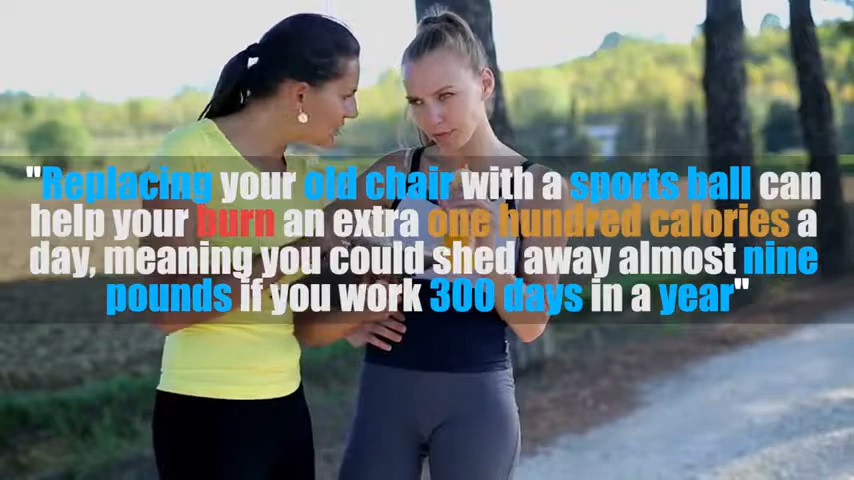 "Replacing your old chair with a sports ball can
help your burn an extra one hundred calories a
day, meaning you could shed away almost nine
pounds if you work 300 days in a year"